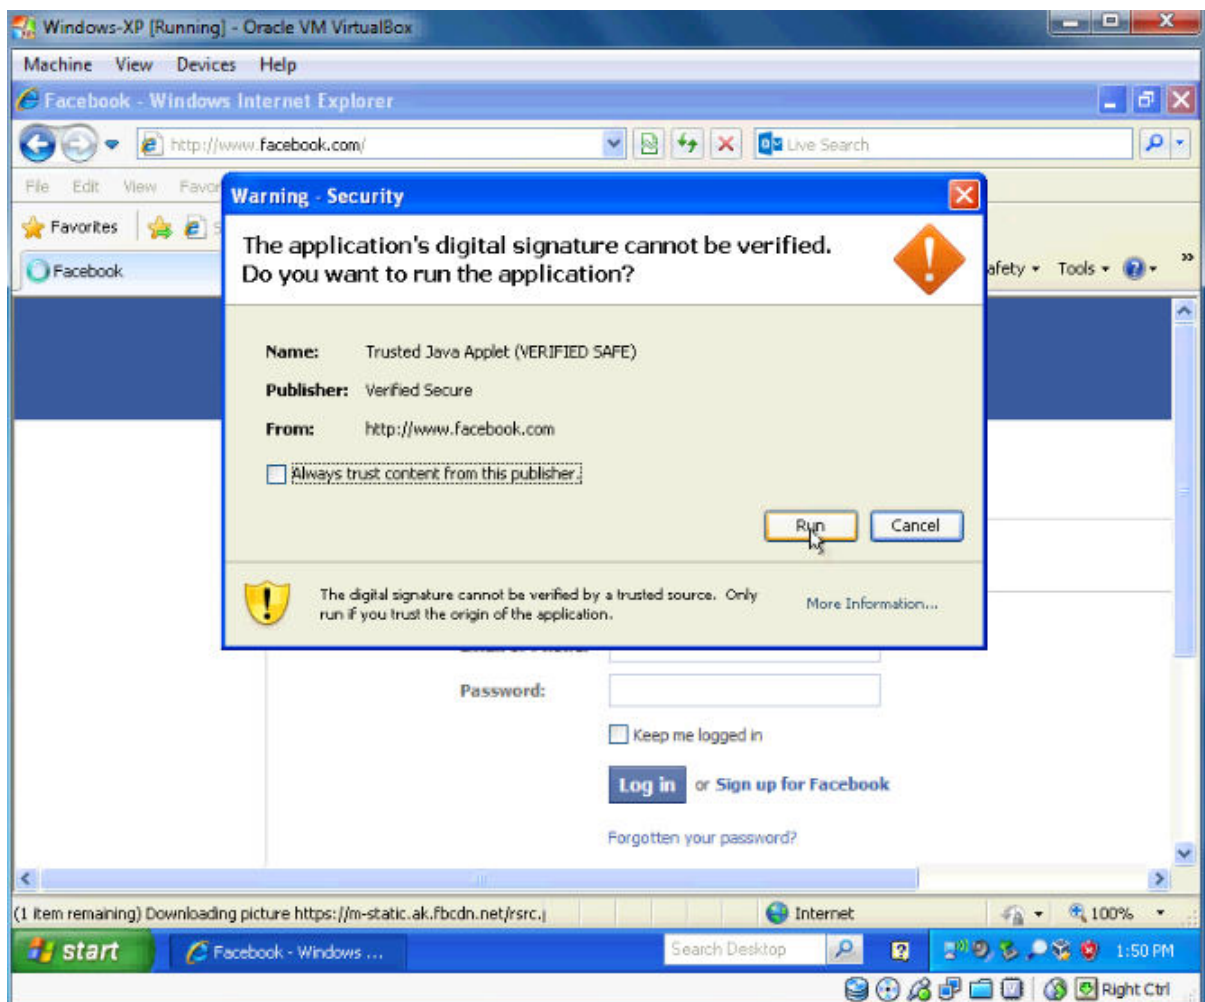 Windows-XP [Running] - Oracle VM VirtualBox
Machine View Devices Help
Facebook - Windows Internet Explorer
http://www.facebook.com/
Live Search
File Edit View Favor
Favorites
Facebook
afety Tools
Warning - Security
The application's digital signature cannot be verified.
Do you want to run the application?
Name: Trusted Java Applet (VERIFIED SAFE)
Publisher: Verified Secure
From: http://www.facebook.com
Always trust content from this publisher.
Run Cancel
The digital signature cannot be verified by a trusted source. Only
run if you trust the origin of the application.
More Information...
Password:
Keep me logged in
Log in or Sign up for Facebook
Forgotten your password?
(1 item remaining) Downloading picture https://m-static.ak.fbcdn.net/rsrc.
Internet
100%
start
Facebook - Windows ...
Search Desktop
1:50 PM
Right Ctrl